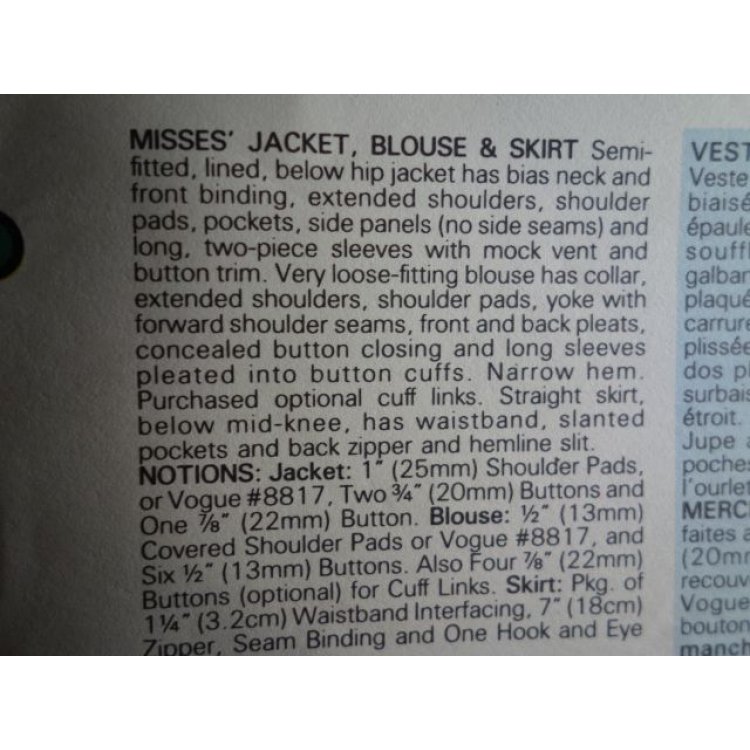 MISSES' JACKET, BLOUSE & SKIRT Semi-
fitted, lined, below hip jacket has bias neck and
front binding, extended shoulders, shoulder
pads, pockets, side panels (no side seams) and
long, two-piece sleeves with mock vent and
button trim. Very loose-fitting blouse has collar,
extended shoulders, shoulder pads, yoke with
forward shoulder seams, front and back pleats,
concealed button closing and long sleeves
pleated into button cuffs. Narrow hem.
Purchased optional cuff links. Straight skirt,
below mid-knee, has waistband, slanted
pockets and back zipper and hemline slit.
NOTIONS: Jacket: 1" (25mm) Shoulder Pads,
or Vogue #8817, Two ¾" (20mm) Buttons and
One ⅞" (22mm) Button. Blouse: ½" (13mm)
Covered Shoulder Pads or Vogue #8817, and
Six ½" (13mm) Buttons. Also Four ⅞" (22mm)
Buttons (optional) for Cuff Links. Skirt: Pkg. of
1¼" (3.2cm) Waistband Interfacing, 7" (18cm)
Zipper, Seam Binding and One Hook and Eye
VEST
Veste
biaisé
épaule
souffl
galbar
plaqué
carrure
plissée
dos pl
surbais
étroit.
Jupe a
poches
l'ourlet
MERC
faites a
(20mm
recouv
Vogue
bouton
manch